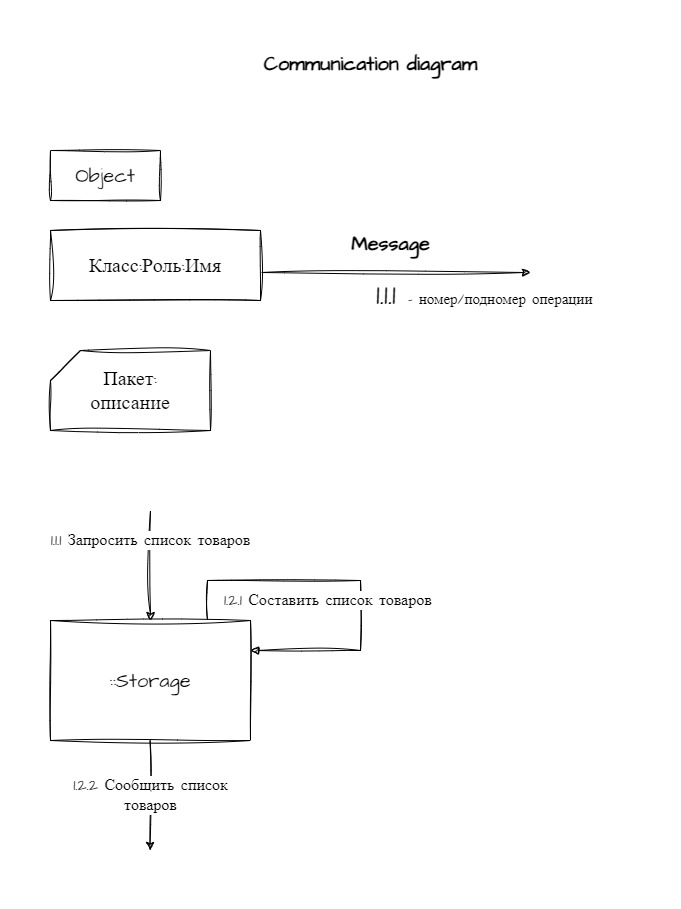 Communication diagram
Object
Message
Класс:Роль:Имя
1.1.1 - номер/подномер операции
Пакет:
описание
1.1.1 Запросить список товаров
1.2.1 Составить список товаров
::Storage
1.2.2 Сообщить список
товаров